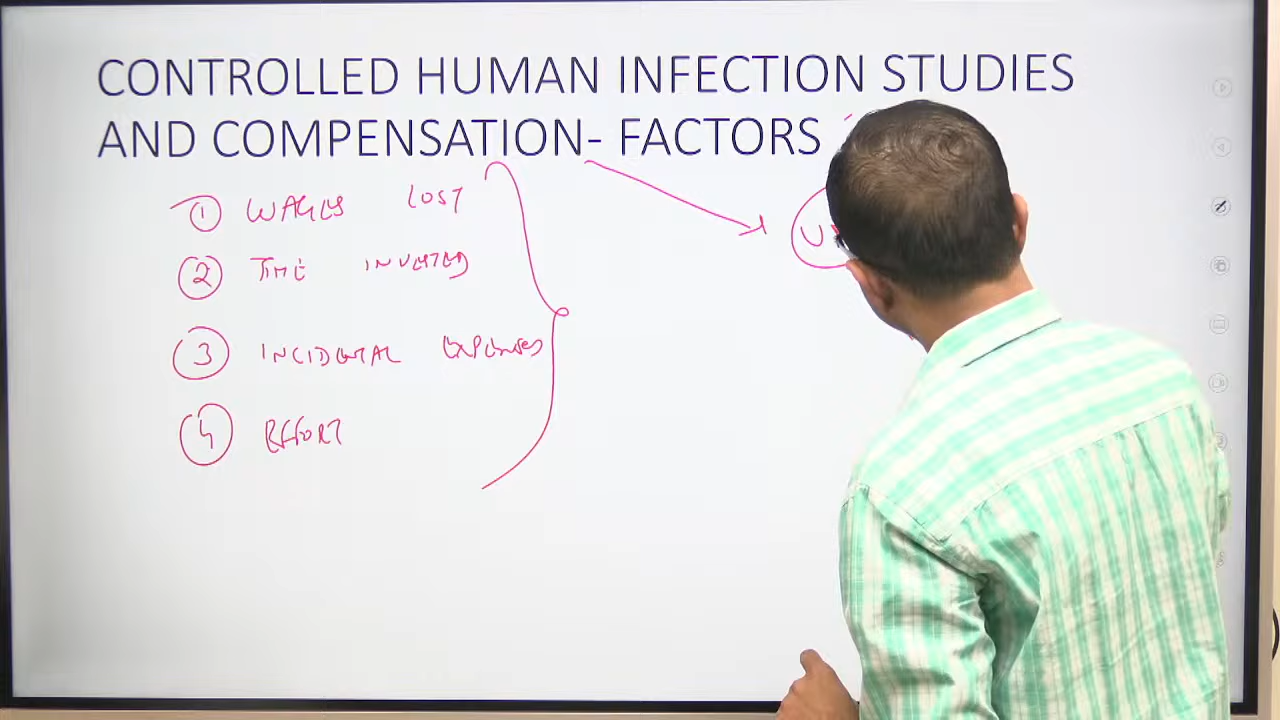 CONTROLLED HUMAN INFECTION STUDIES
AND COMPENSATION- FACTORS
1 WAGES LOST
2 TIME INVESTED
3 INCIDENTAL EXPENSES
4 EFFORT